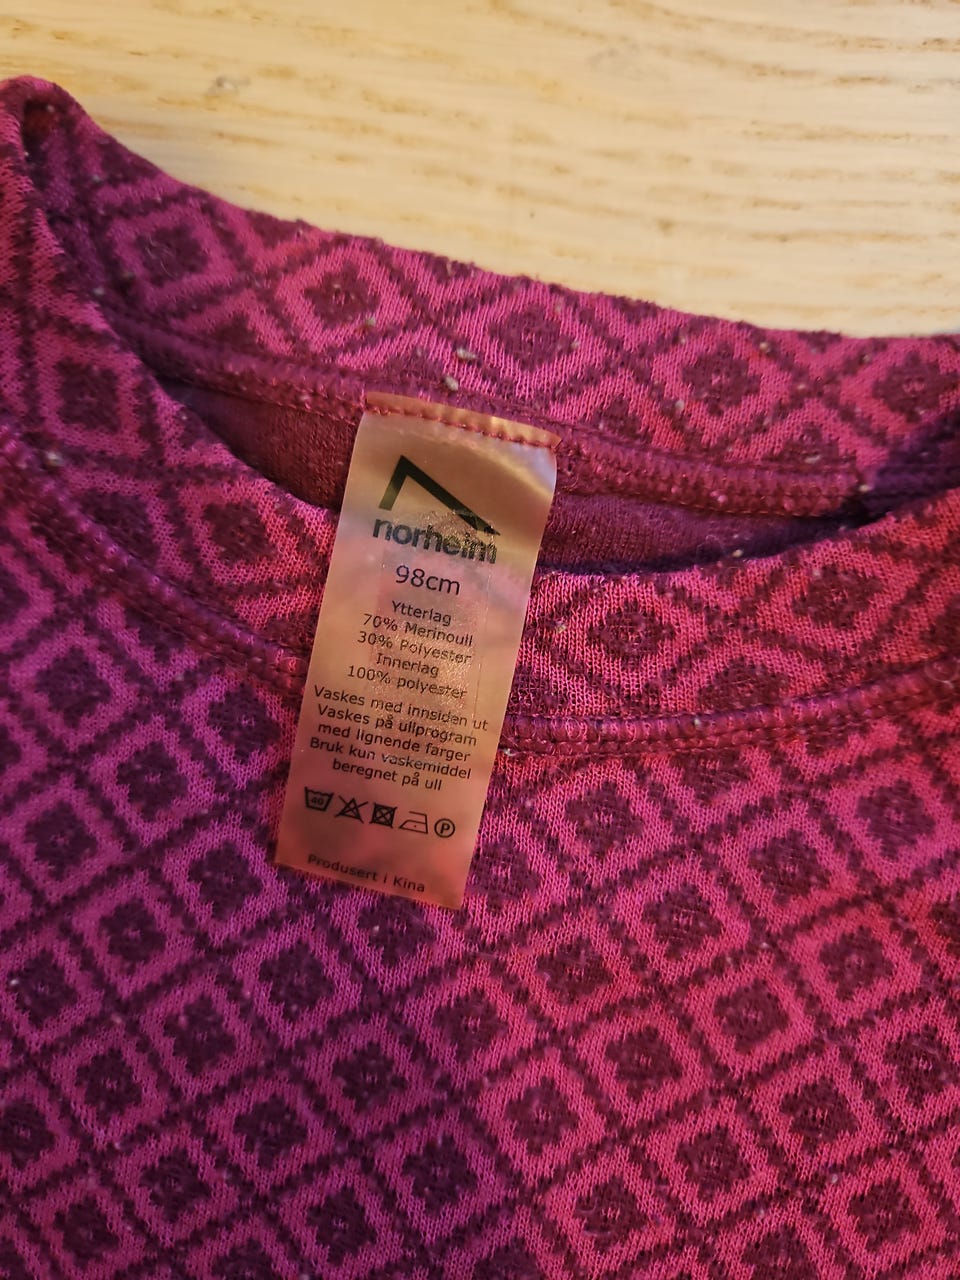 norheim
98cm
Ytterlag
70% Merinoull
30% Polyester
Innerlag
100% polyester
Vaskes med innsiden ut
Vaskes på ullprogram
med lignende farger
Bruk kun vaskemiddel
beregnet på ull
40 P
Produsert i Kina